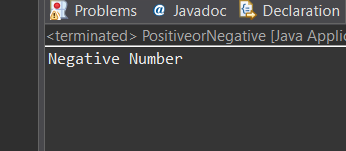 Problems @ Javadoc Declaration
<terminated> PositiveorNegative [Java Applic
Negative Number